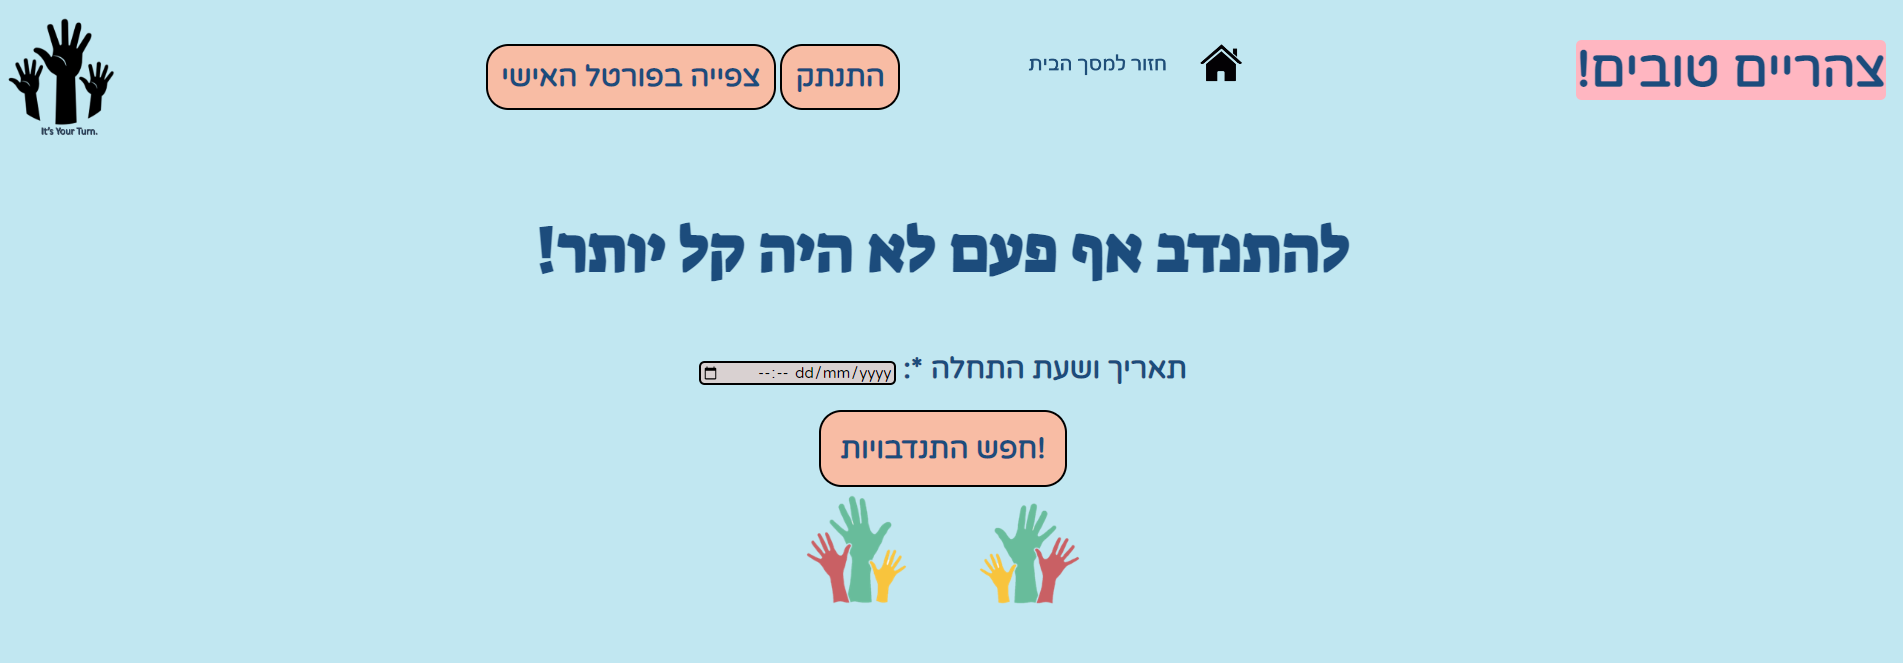 צהריים טובים!
חזור למסך הבית
התנתק
צפייה בפורטל האישי
It's Your Turn.
להתנדב אף פעם לא היה קל יותר!
תאריך ושעת התחלה *: dd/mm/yyyy --:--
חפש התנדבויות!